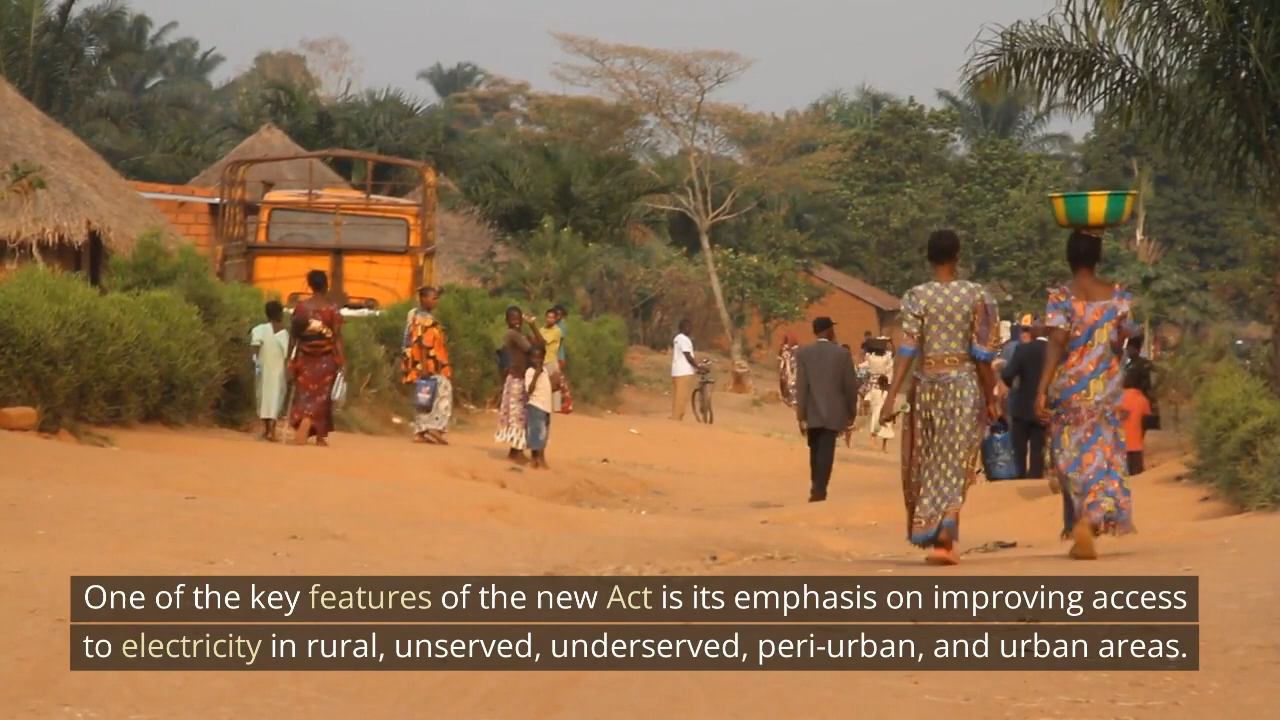 One of the key features of the new Act is its emphasis on improving access
to electricity in rural, unserved, underserved, peri-urban, and urban areas.